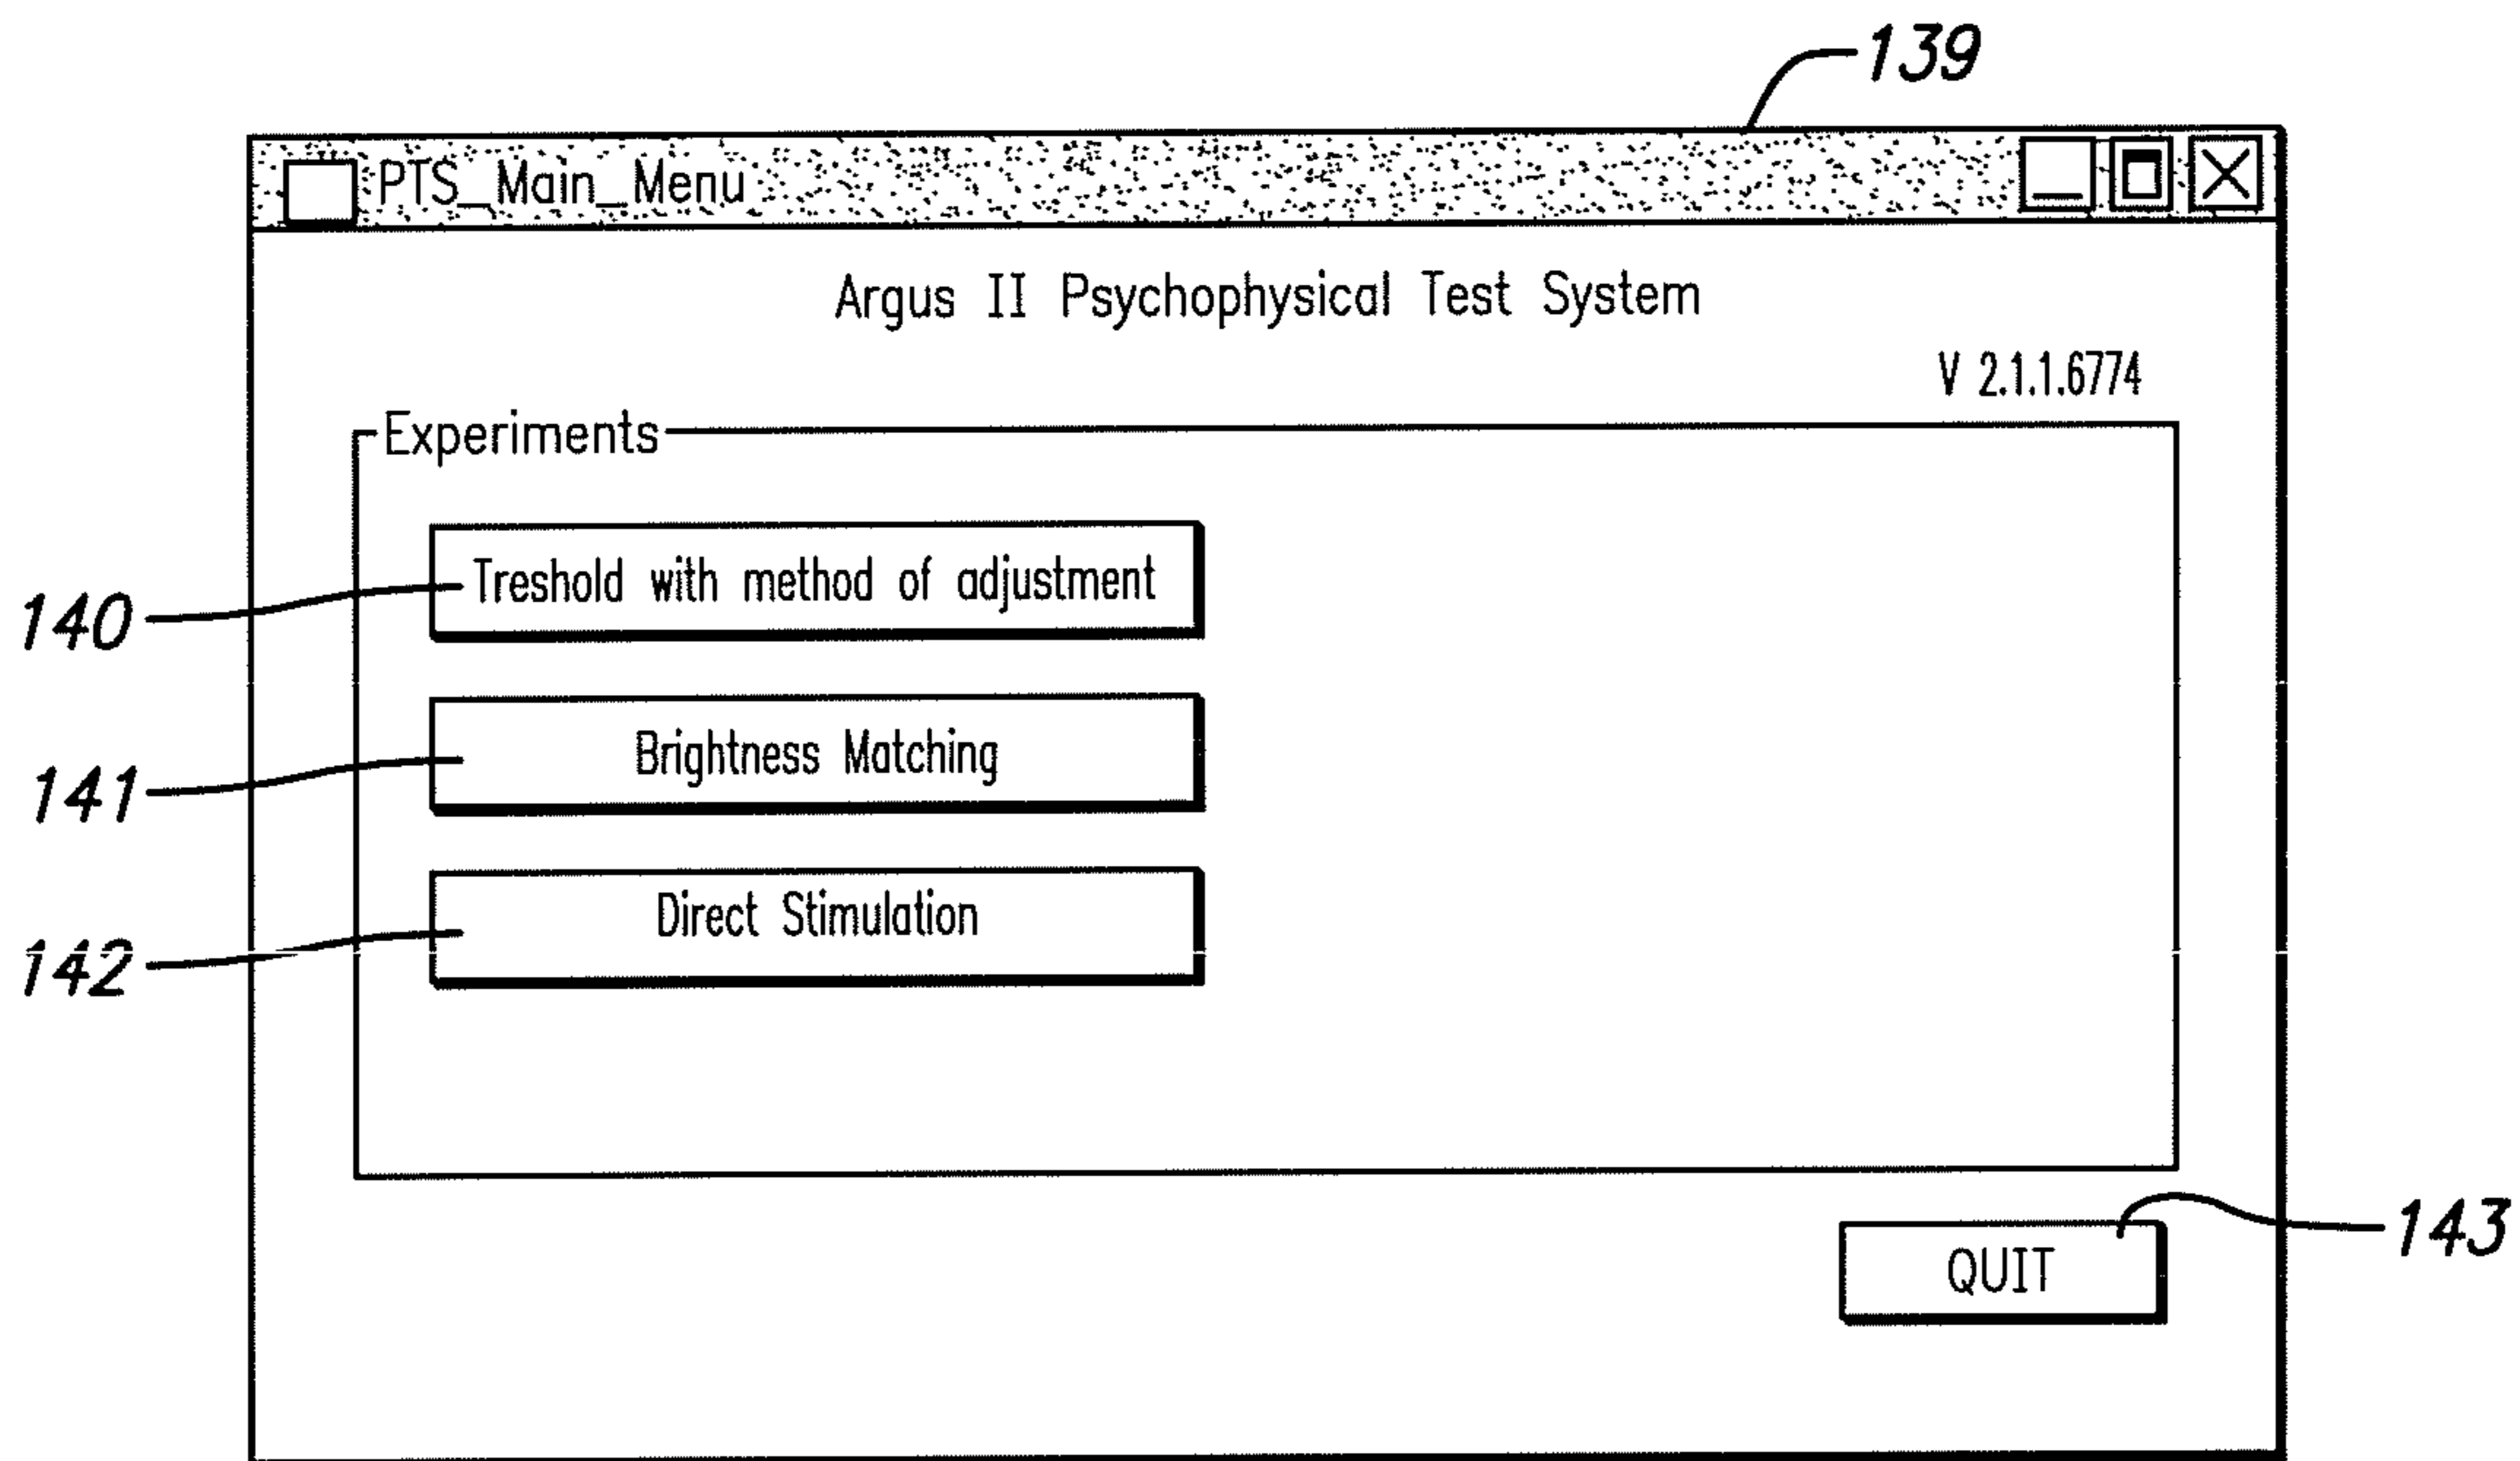 139
PTS_Main_Menu
Argus II Psychophysical Test System
V 2.1.1.6774
Experiments
140
Treshold with method of adjustment
141
Brightness Matching
142
Direct Stimulation
143
QUIT